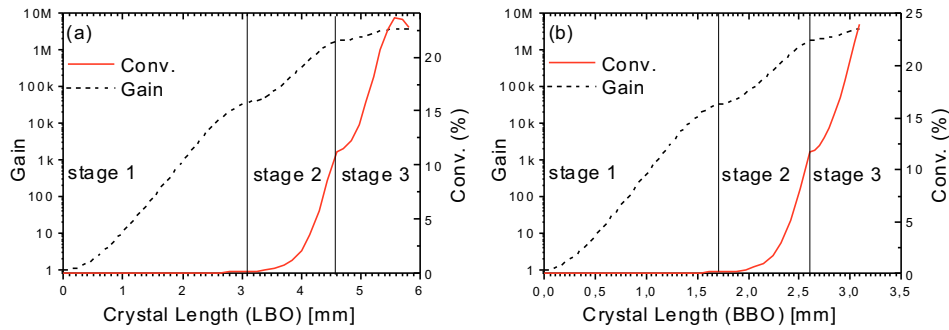 (a)
Conv.
Gain
stage 1
stage 2
stage 3
10M
1M
100k
10k
1k
100
10
1
Gain
0
5
10
15
20
Conv. (%)
0 1 2 3 4 5 6
Crystal Length (LBO) [mm]
(b)
Conv.
Gain
stage 1
stage 2
stage 3
10M
1M
100k
10k
1k
100
10
1
Gain
25
20
15
10
5
0
Conv. (%)
0,0 0,5 1,0 1,5 2,0 2,5 3,0 3,5
Crystal Length (BBO) [mm]